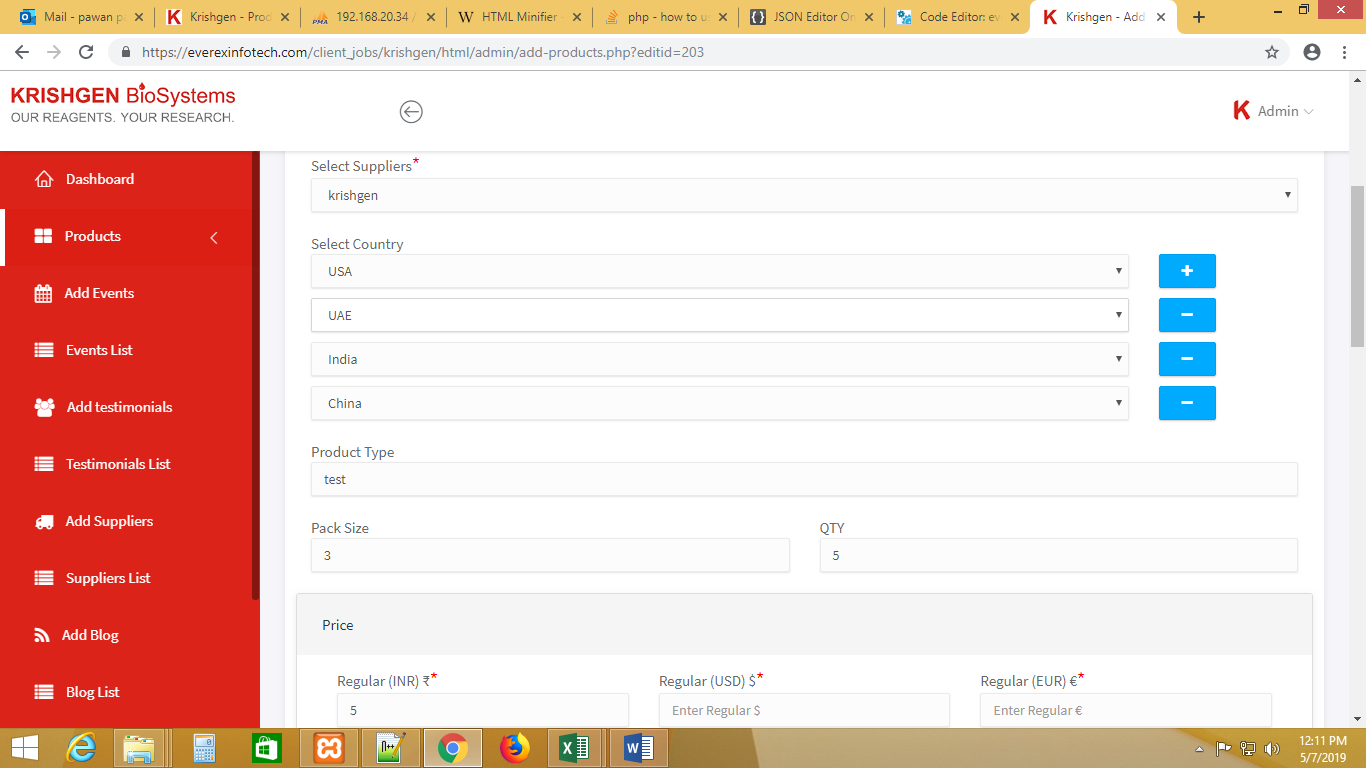 Mail - pawan p
Krishgen - Prod
192.168.20.34 /
HTML Minifier -
php - how to us
JSON Editor On
Code Editor: ev
Krishgen - Add
https://everexinfotech.com/client_jobs/krishgen/html/admin/add-products.php?editid=203
KRISHGEN BioSystems
OUR REAGENTS. YOUR RESEARCH.
K Admin
Dashboard
Products
Add Events
Events List
Add testimonials
Testimonials List
Add Suppliers
Suppliers List
Add Blog
Blog List
Select Suppliers*
krishgen
Select Country
USA
UAE
India
China
Product Type
test
Pack Size
QTY
3
5
Price
Regular (INR) ₹*
Regular (USD) $*
Regular (EUR) €*
5
Enter Regular $
Enter Regular €
12:11 PM
5/7/2019